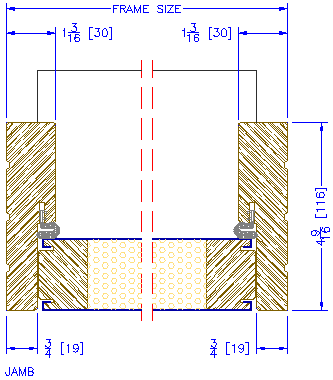 FRAME SIZE
1 3/16 [30]
1 3/16 [30]
4 9/16 [116]
3/4 [19]
3/4 [19]
JAMB